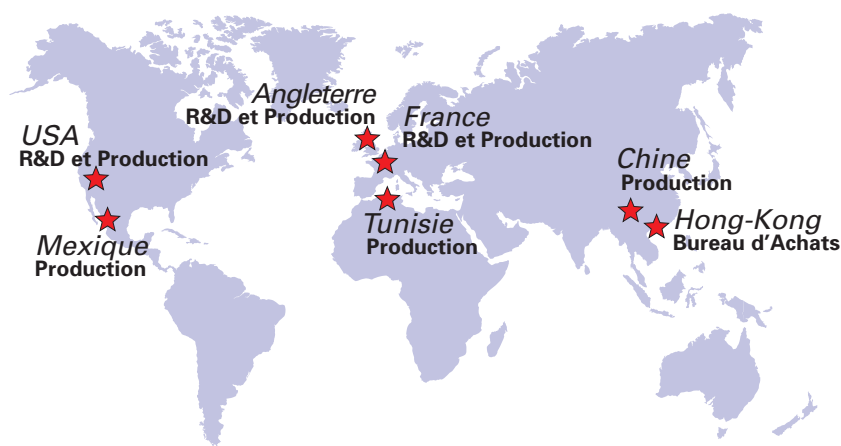 USA
R&D et Production
Mexique
Production
Angleterre
R&D et Production
France
R&D et Production
Tunisie
Production
Chine
Production
Hong-Kong
Bureau d'Achats